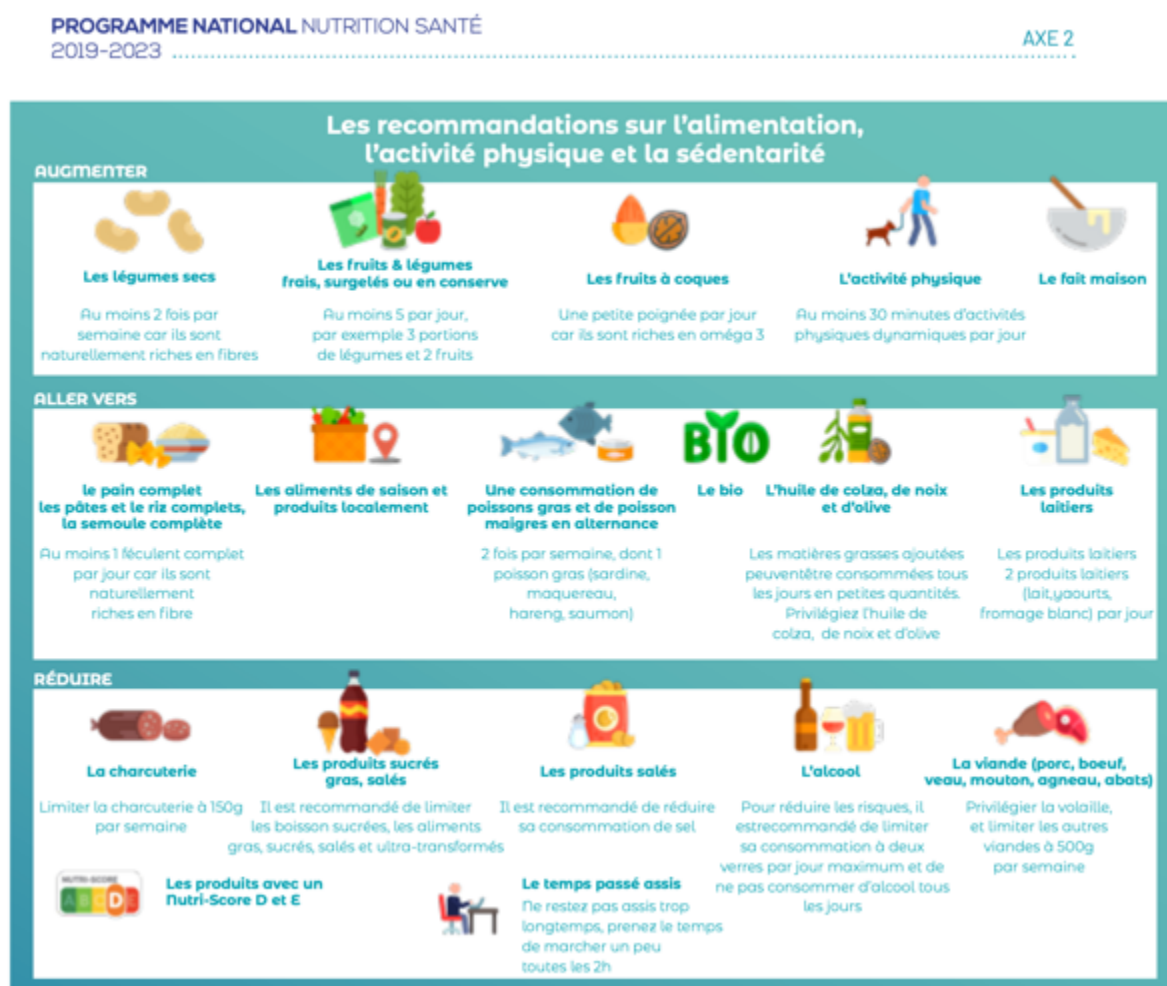 PROGRAMME NATIONAL NUTRITION SANTÉ
2019-2023
AXE 2
Les recommandations sur l'alimentation,
l'activité physique et la sédentarité
AUGMENTER
Les légumes secs
Au moins 2 fois par
semaine car ils sont
naturellement riches en fibres
Les fruits & légumes
frais, surgelés ou en conserve
Au moins 5 par jour,
par exemple 3 portions
de légumes et 2 fruits
Les fruits à coques
Une petite poignée par jour
car ils sont riches en oméga 3
L'activité physique
Au moins 30 minutes d'activités
physiques dynamiques par jour
Le fait maison
ALLER VERS
le pain complet
les pâtes et le riz complets,
la semoule complète
Au moins 1 féculent complet
par jour car ils sont
naturellement
riches en fibre
Les aliments de saison et
produits localement
Une consommation de
poissons gras et de poisson
maigres en alternance
2 fois par semaine, dont 1
poisson gras (sardine,
maquereau,
hareng, saumon)
BIO
Le bio
L'huile de colza, de noix
et d'olive
Les matières grasses ajoutées
peuventêtre consommées tous
les jours en petites quantités.
Privilégiez l'huile de
colza, de noix et d'olive
Les produits
laitiers
Les produits laitiers
2 produits laitiers
(lait,yaourts,
fromage blanc) par jour
RÉDUIRE
La charcuterie
Limiter la charcuterie à 150g
par semaine
Les produits sucrés
gras, salés
Il est recommandé de limiter
les boisson sucrées, les aliments
gras, sucrés, salés et ultra-transformés
Les produits salés
Il est recommandé de réduire
sa consommation de sel
L'alcool
Pour réduire les risques, il
estrecommandé de limiter
sa consommation à deux
verres par jour maximum et de
ne pas consommer d'alcool tous
les jours
La viande (porc, boeuf,
veau, mouton, agneau, abats)
Privilégier la volaille,
et limiter les autres
viandes à 500g
par semaine
NUTRI-SCORE
A B C D E
Les produits avec un
Nutri-Score D et E
Le temps passé assis
Ne restez pas assis trop
longtemps, prenez le temps
de marcher un peu
toutes les 2h